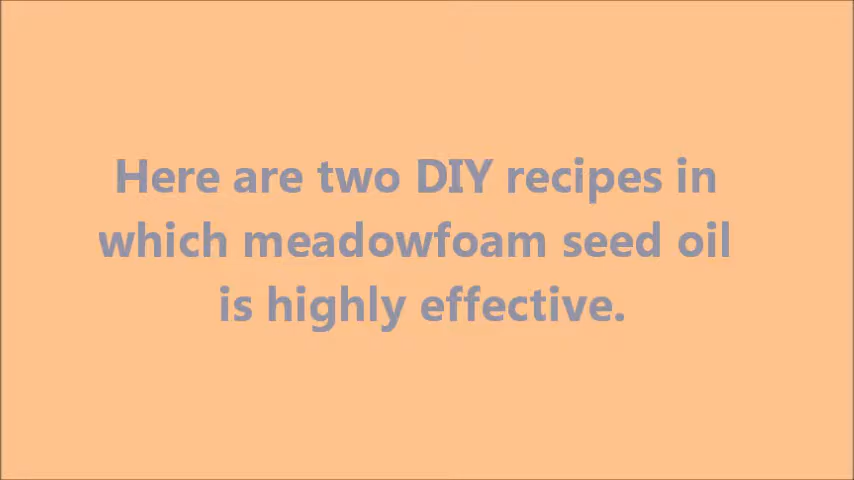 Here are two DIY recipes in
which meadowfoam seed oil
is highly effective.